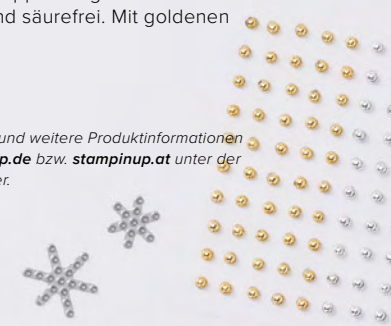 nd säurefrei. Mit goldenen
und weitere Produktinformationen
p.de bzw. stampinup.at unter der
er.